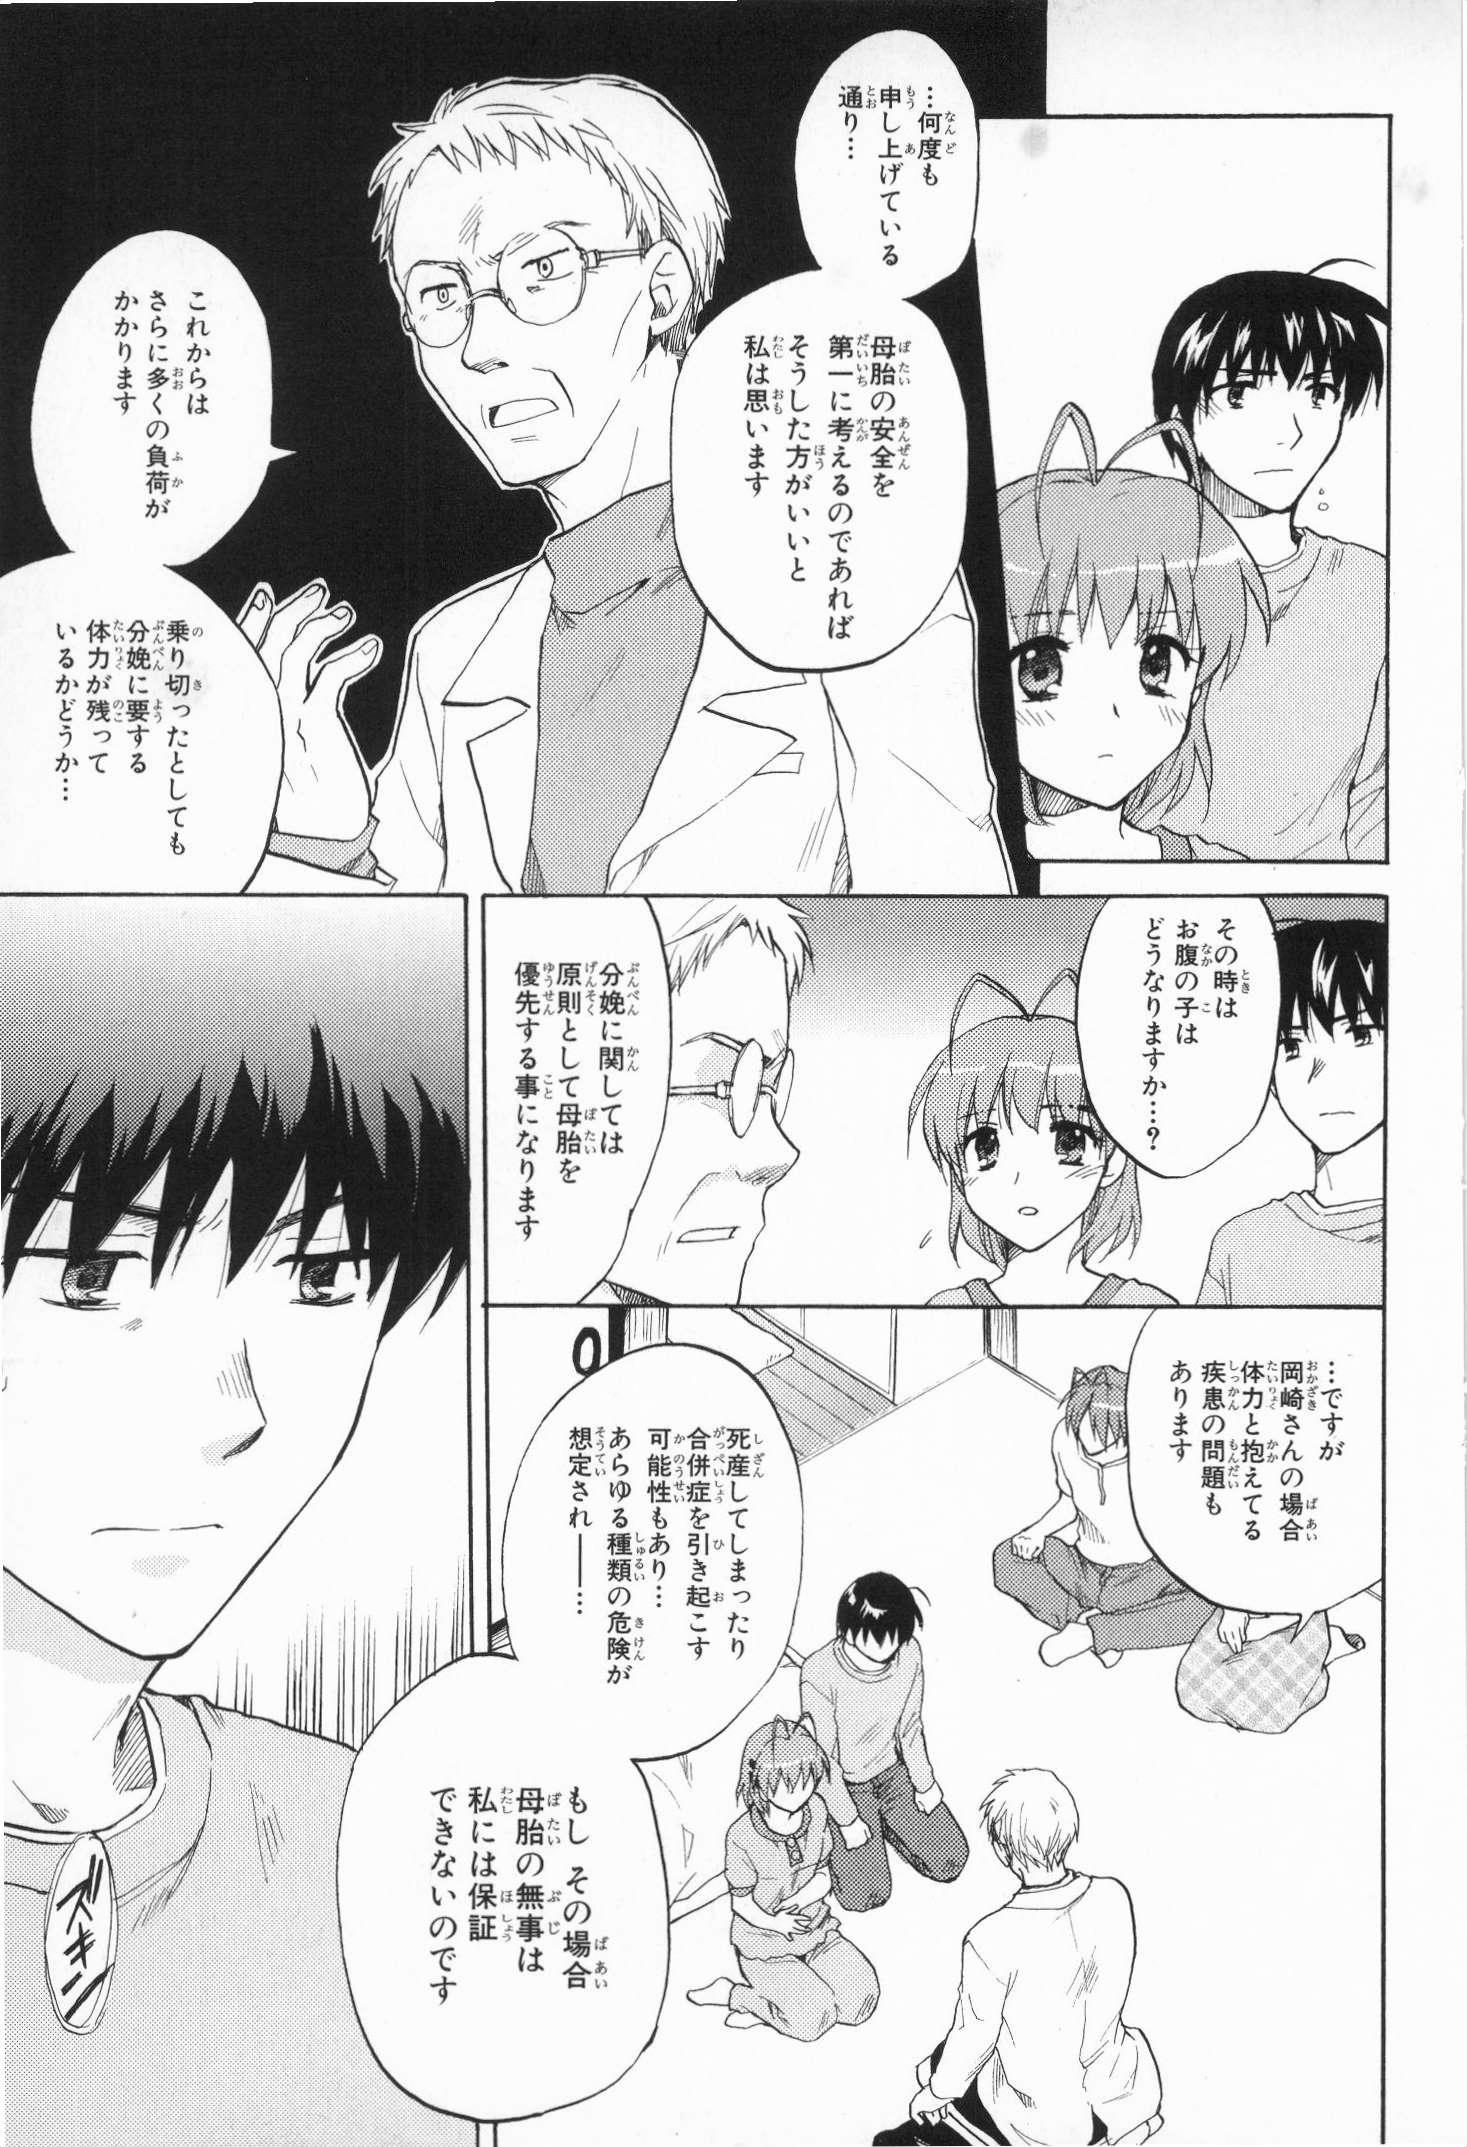 …何度も
申し上げている
通り…
母胎の安全を
第一に考えるのであれば
そうした方がいいと
私は思います
これからは
さらに多くの負荷が
かかります
乗り切ったとしても
分娩に要する
体力が残って
いるかどうか…
その時は
お腹の子は
どうなりますか…?
分娩に関しては
原則として母胎を
優先する事になります
…ですが
岡崎さんの場合
体力と抱えてる
疾患の問題も
あります
死産してしまったり
合併症を引き起こす
可能性もあり…
あらゆる種類の危険が
想定され――…
もし その場合
母胎の無事は
私には保証
できないのです
ズキン